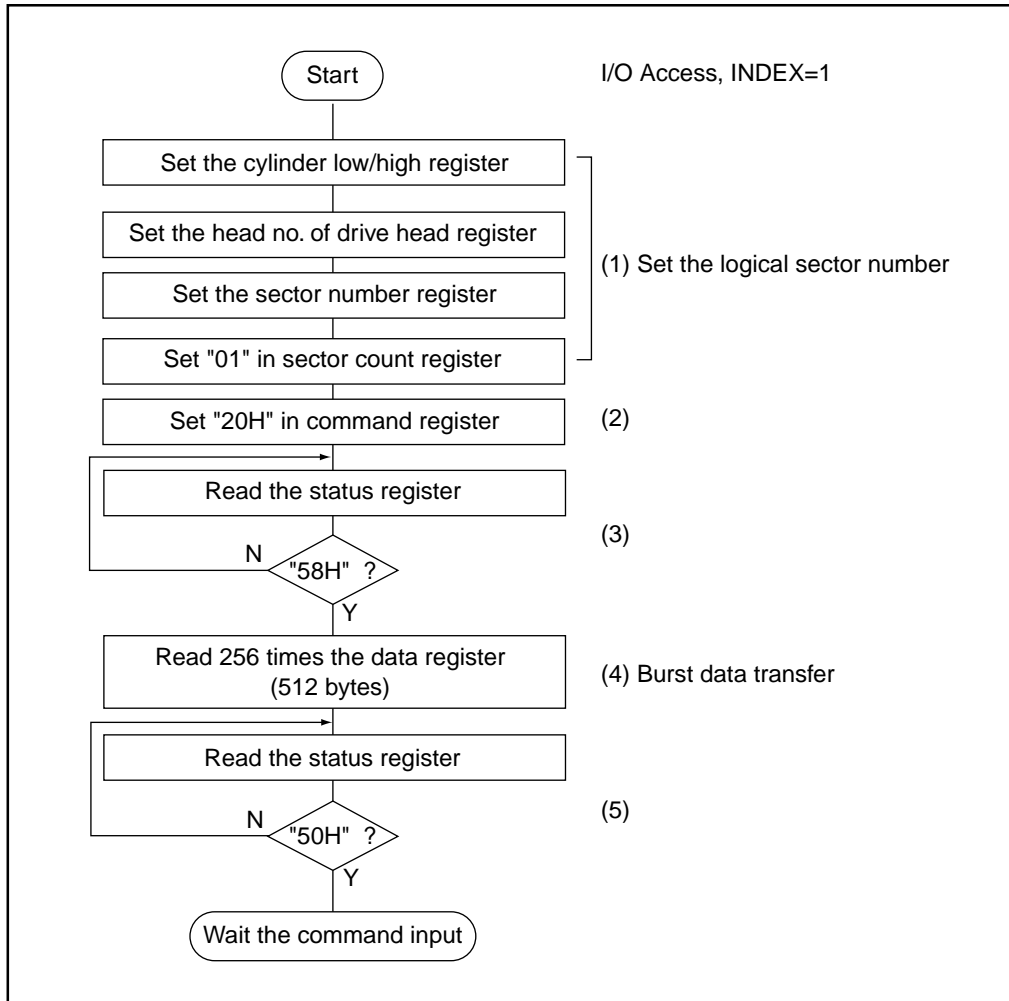 Start
I/O Access, INDEX=1
Set the cylinder low/high register
Set the head no. of drive head register
(1) Set the logical sector number
Set the sector number register
Set "01" in sector count register
Set "20H" in command register
(2)
Read the status register
(3)
N
"58H" ?
Y
Read 256 times the data register
(512 bytes)
(4) Burst data transfer
Read the status register
(5)
N
"50H" ?
Y
Wait the command input